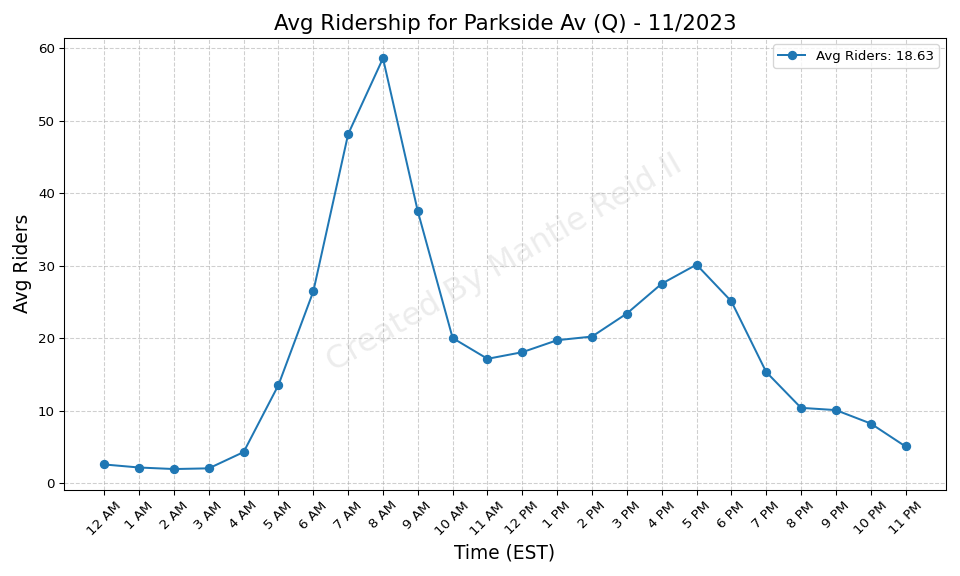 Avg Ridership for Parkside Av (Q) - 11/2023
Avg Riders: 18.63
Avg Riders
60
50
40
30
20
10
0
Created By Mantle Reid II
12 AM
1 AM
2 AM
3 AM
4 AM
5 AM
6 AM
7 AM
8 AM
9 AM
10 AM
11 AM
12 PM
1 PM
2 PM
3 PM
4 PM
5 PM
6 PM
7 PM
8 PM
9 PM
10 PM
11 PM
Time (EST)